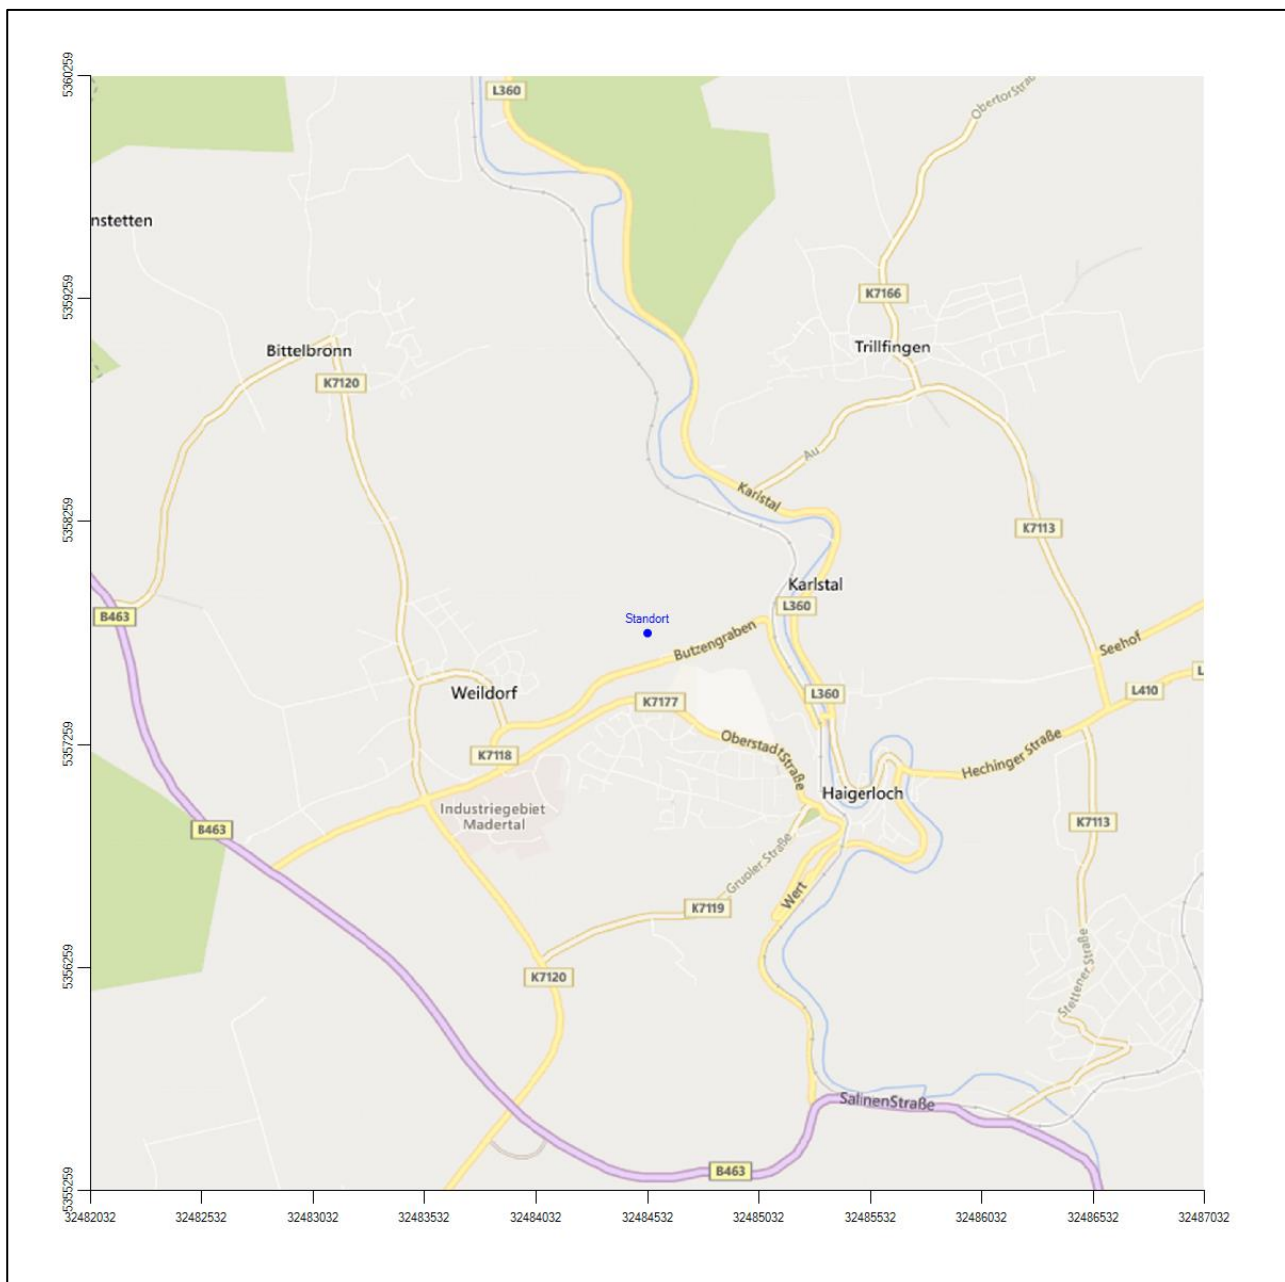 5360259
L360
OberforStraß
nstetten
5359259
K7166
Trillfingen
Bittelbronn
K7120
Au
Karlstal
5358259
K7113
Karlstal
L360
B463
Standort
Butzengraben
Seehof
L410
L
Weildorf
K7177
L360
5357259
K7118
OberstadtStraße
Hechinger Straße
Haigerloch
Industriegebiet
Madertal
K7113
B463
Gruoler Straße
Wert
K7119
Stettener Straße
5356259
K7120
SalinenStraße
B463
5355259
32482032 32482532 32483032 32483532 32484032 32484532 32485032 32485532 32486032 32486532 32487032